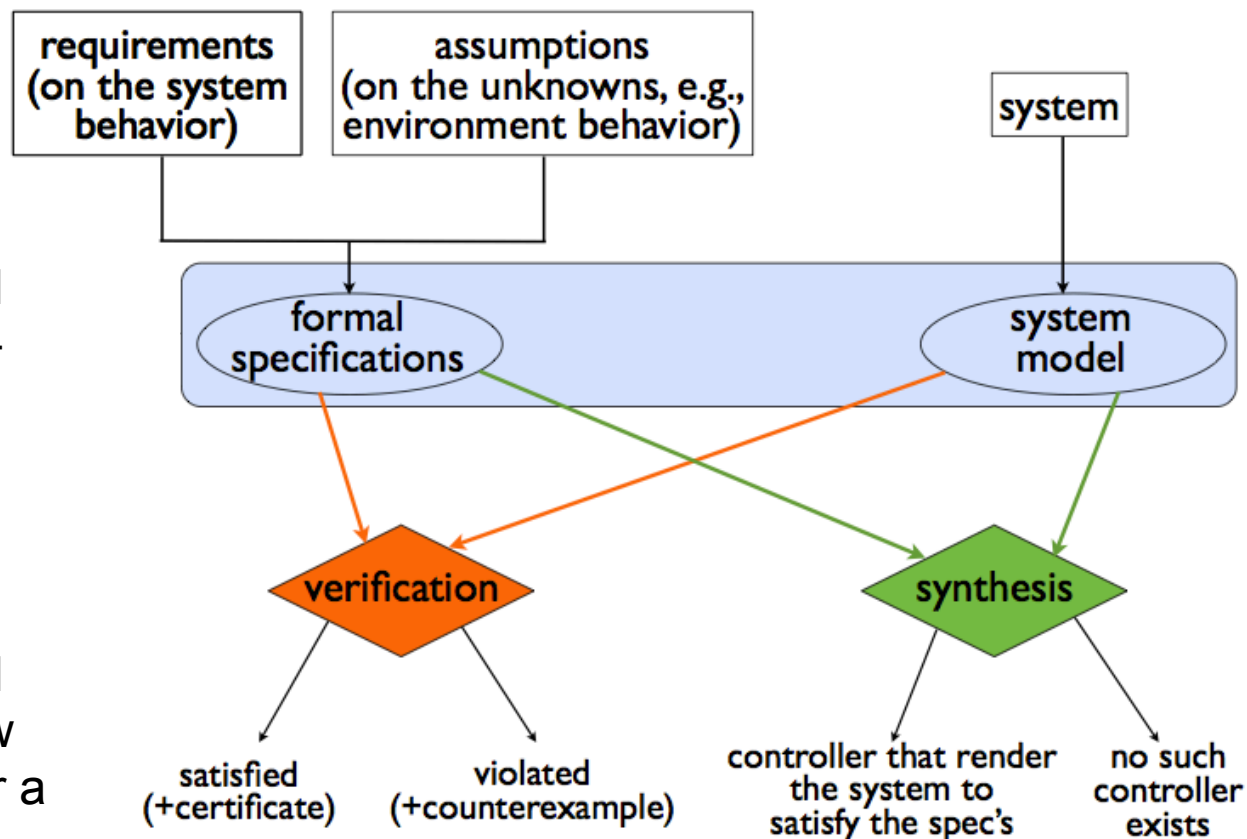 requirements
(on the system
behavior)
assumptions
(on the unknowns, e.g.,
environment behavior)
system
formal
specifications
system
model
verification
synthesis
satisfied
(+certificate)
violated
(+counterexample)
controller that render
the system to
satisfy the spec's
no such
controller
exists
r a